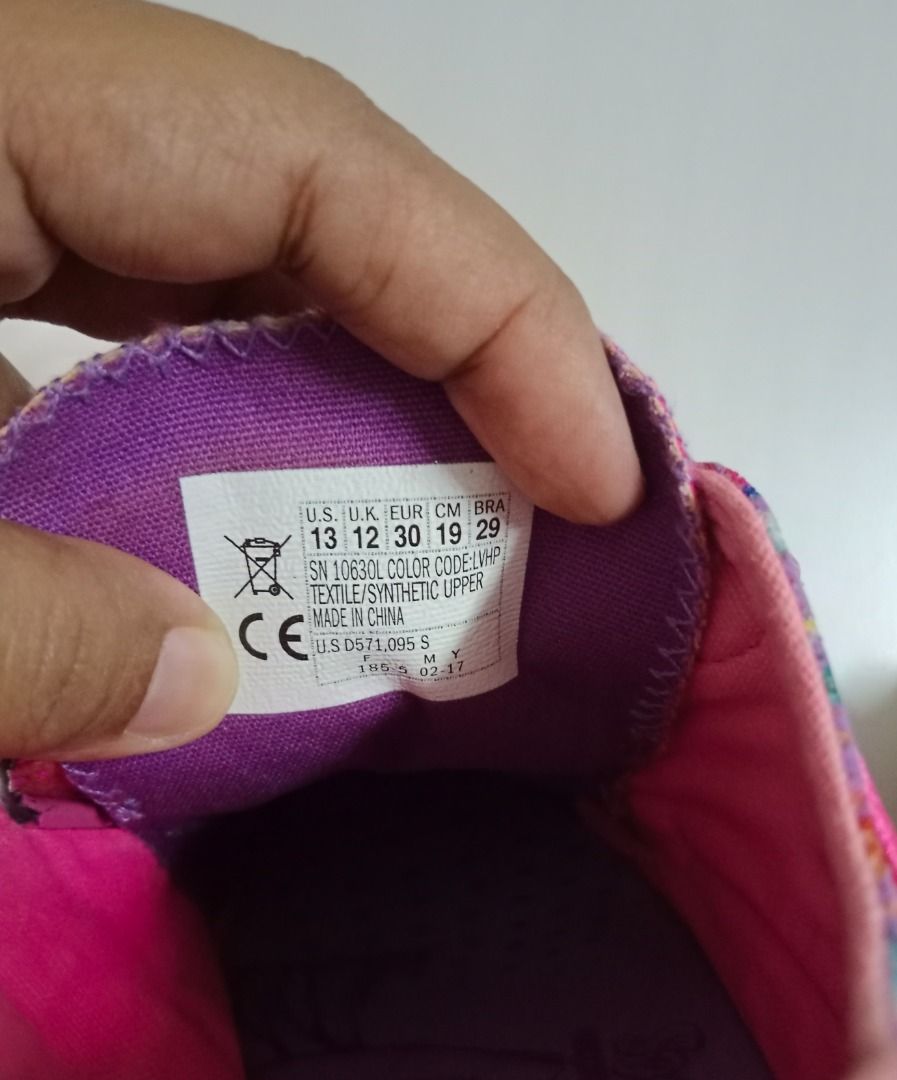 U.S. U.K. EUR CM BRA
13 12 30 19 29
SN 10630L COLOR CODE:LVHP
TEXTILE/SYNTHETIC UPPER
MADE IN CHINA
CE
U.S D571,095 S
F M Y
185 5 02-17